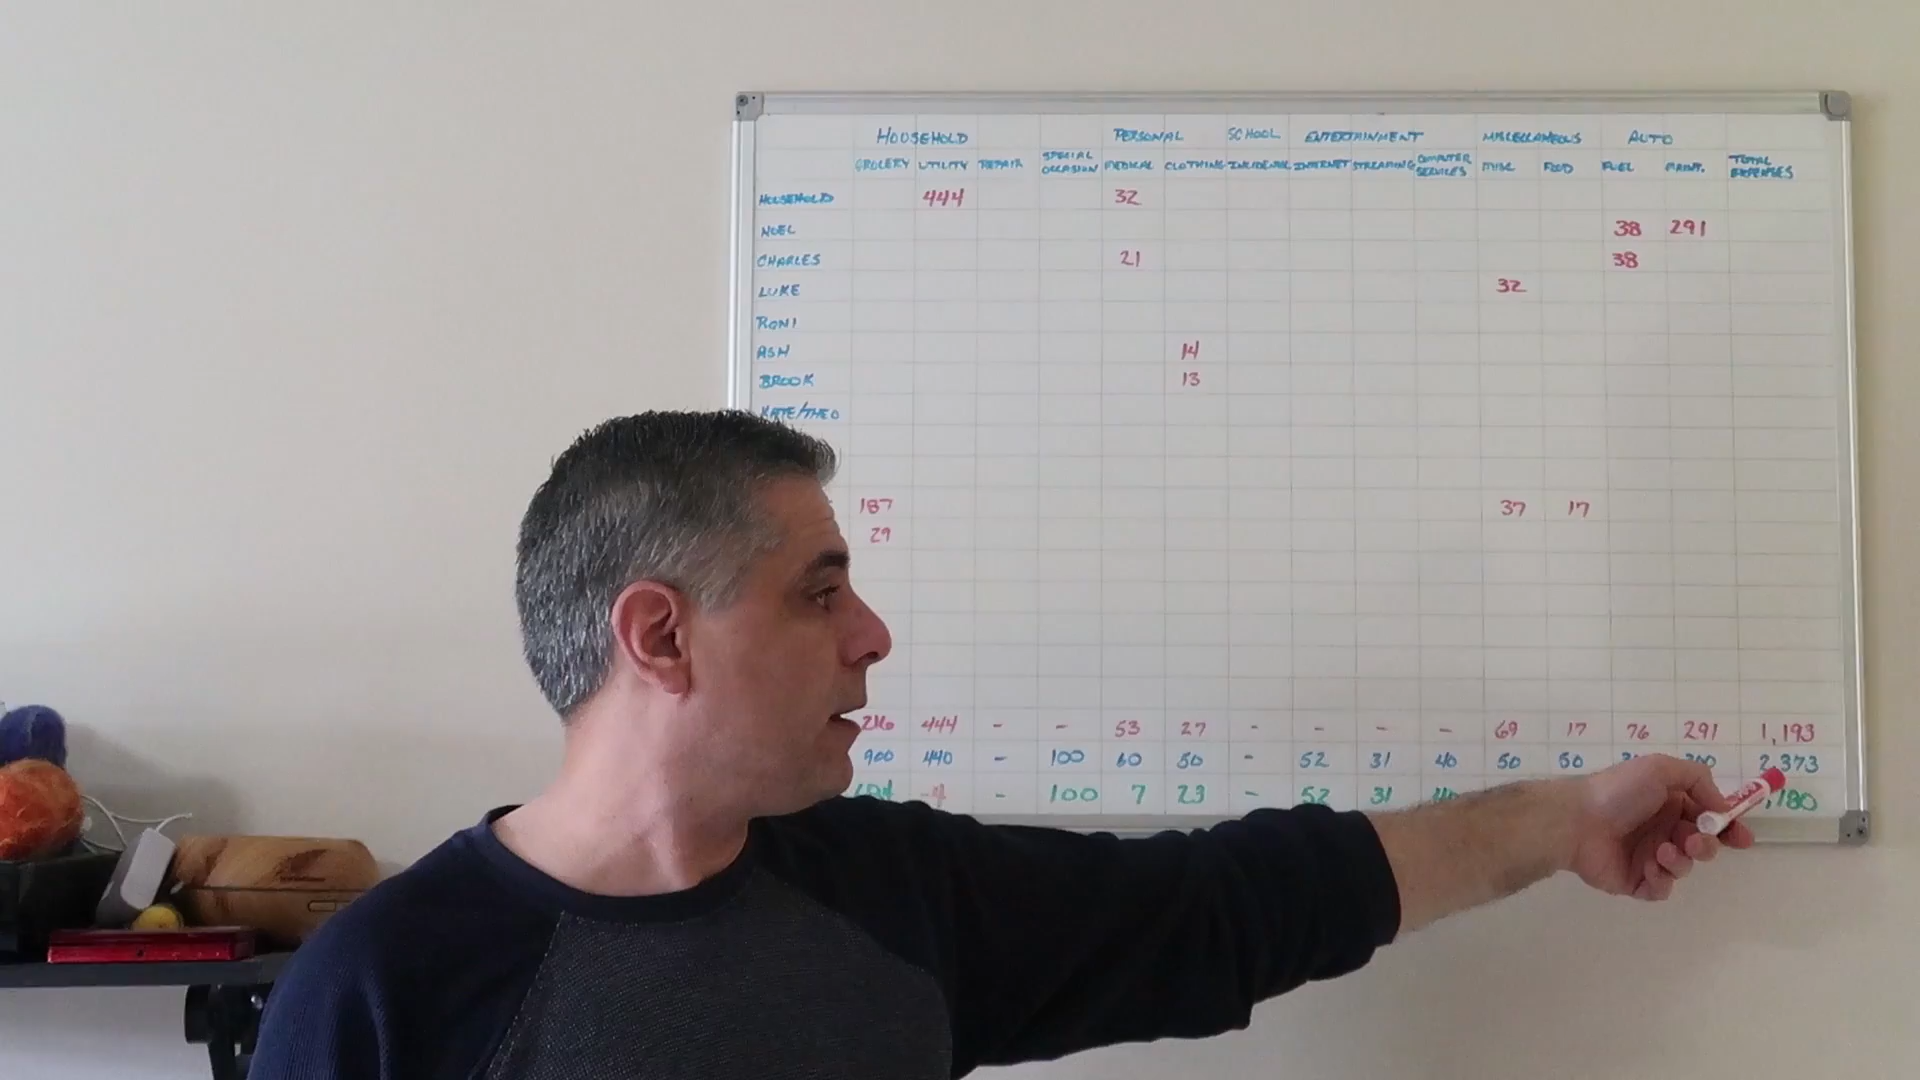 HOUSEHOLD PERSONAL SCHOOL ENTERTAINMENT MISCELLANEOUS AUTO
GROCERY UTILITY REPAIR SPECIAL OCCASION MEDICAL CLOTHING INCIDENTAL INTERNET STREAMING COMPUTER SERVICES MISC FOOD FUEL MAINT. TOTAL EXPENSES
HOUSEHOLD 444 32
NOEL 38 291
CHARLES 21 38
LUKE 32
RONI
ASH 14
BROOK 13
KATE/THEO
187 37 17
29
216 444 - - 53 27 - - - - 69 17 76 291 1,193
900 440 - 100 60 50 - 52 31 40 50 50 2,373
-4 - 100 7 23 - 52 31